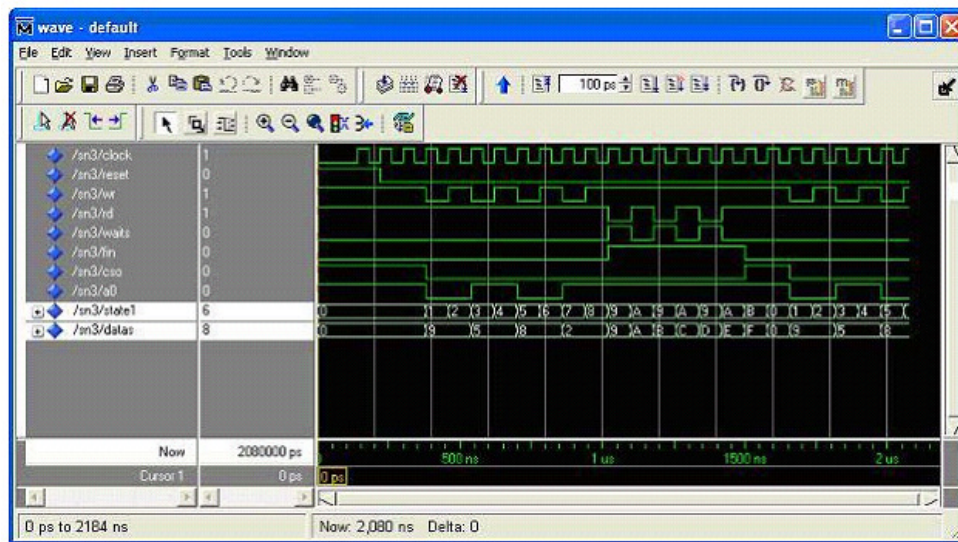 wave - default
File Edit View Insert Format Tools Window
100 ps
/sn3/clock 1
/sn3/reset 0
/sn3/wr 1
/sn3/rd 1
/sn3/waits 0
/sn3/fin 0
/sn3/cso 0
/sn3/a0 0
/sn3/state1 6 0 1 2 3 4 5 6 7 8 9 A 9 A 9 A B 0 1 2 3 4 5
/sn3/datas 8 0 9 5 8 2 9 A B C D E F 0 9 5 8
Now 2080000 ps 500 ns 1 us 1500 ns 2 us
Cursor 1 0 ps 0 ps
0 ps to 2184 ns Now: 2,080 ns Delta: 0